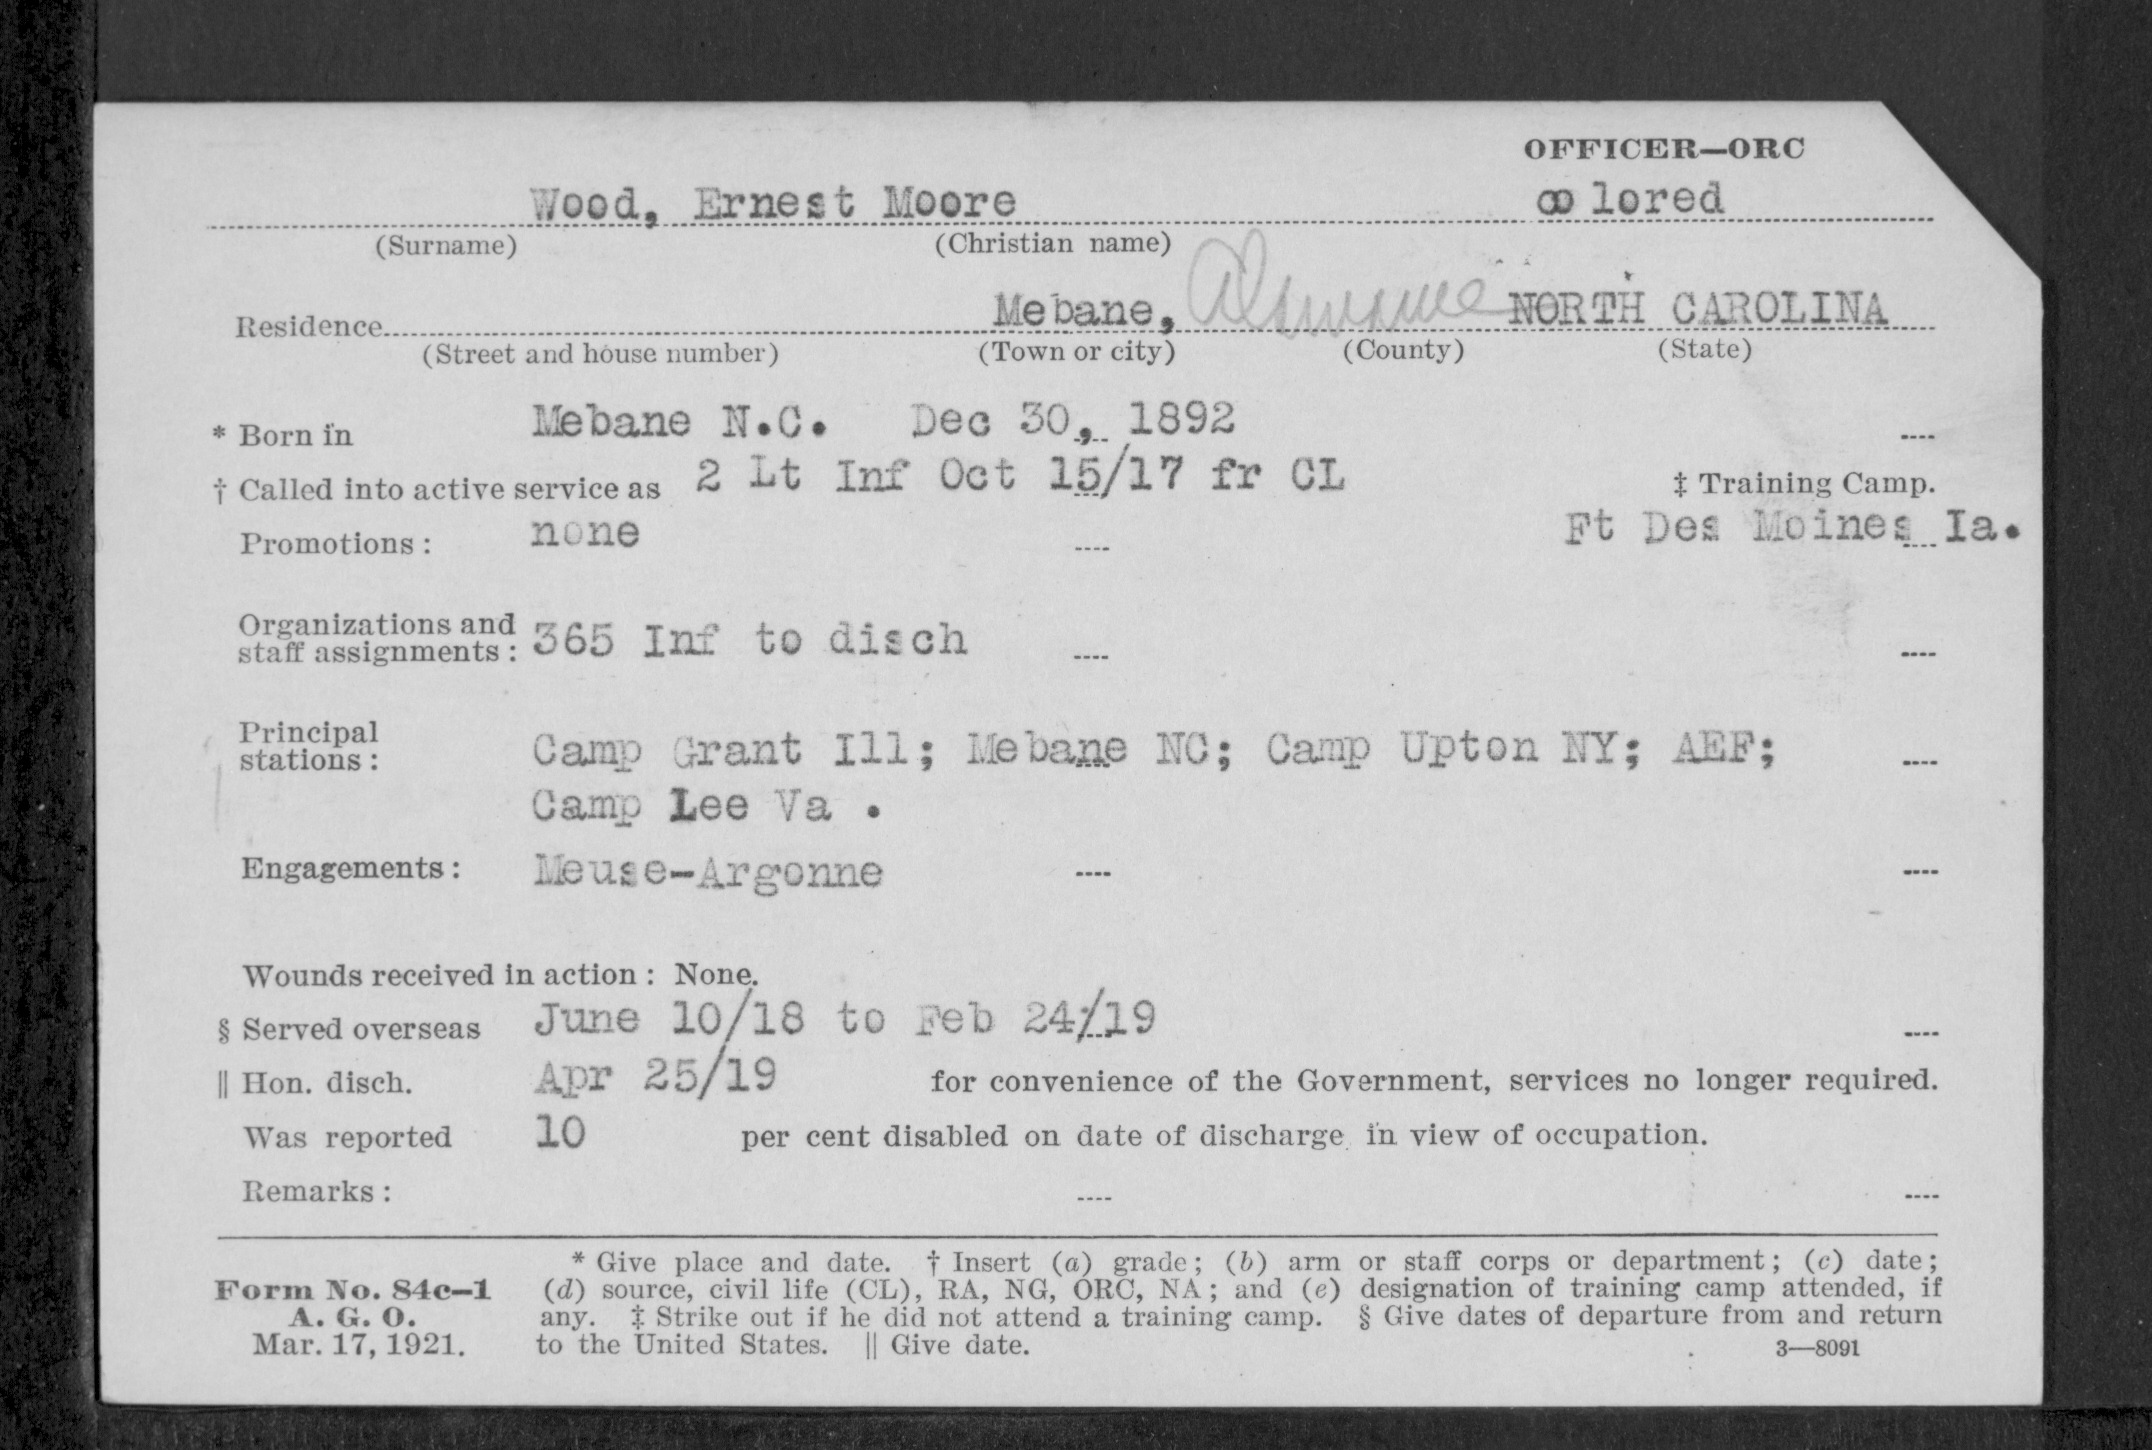 OFFICER—ORC
Wood, Ernest Moore colored
(Surname) (Christian name)
Residence Mebane, Alamance NORTH CAROLINA
(Street and house number) (Town or city) (County) (State)
* Born in Mebane N.C. Dec 30, 1892
† Called into active service as 2 Lt Inf Oct 15/17 fr CL ‡ Training Camp.
Promotions: none Ft Des Moines Ia.
Organizations and
staff assignments: 365 Inf to disch
Principal
stations: Camp Grant Ill; Mebane NC; Camp Upton NY; AEF;
Camp Lee Va .
Engagements: Meuse-Argonne
Wounds received in action: None.
§ Served overseas June 10/18 to Feb 24/19
‖ Hon. disch. Apr 25/19 for convenience of the Government, services no longer required.
Was reported 10 per cent disabled on date of discharge in view of occupation.
Remarks:
* Give place and date. † Insert (a) grade; (b) arm or staff corps or department; (c) date;
Form No. 84c–1 (d) source, civil life (CL), RA, NG, ORC, NA; and (e) designation of training camp attended, if
A. G. O. any. ‡ Strike out if he did not attend a training camp. § Give dates of departure from and return
Mar. 17, 1921. to the United States. ‖ Give date. 3—8091